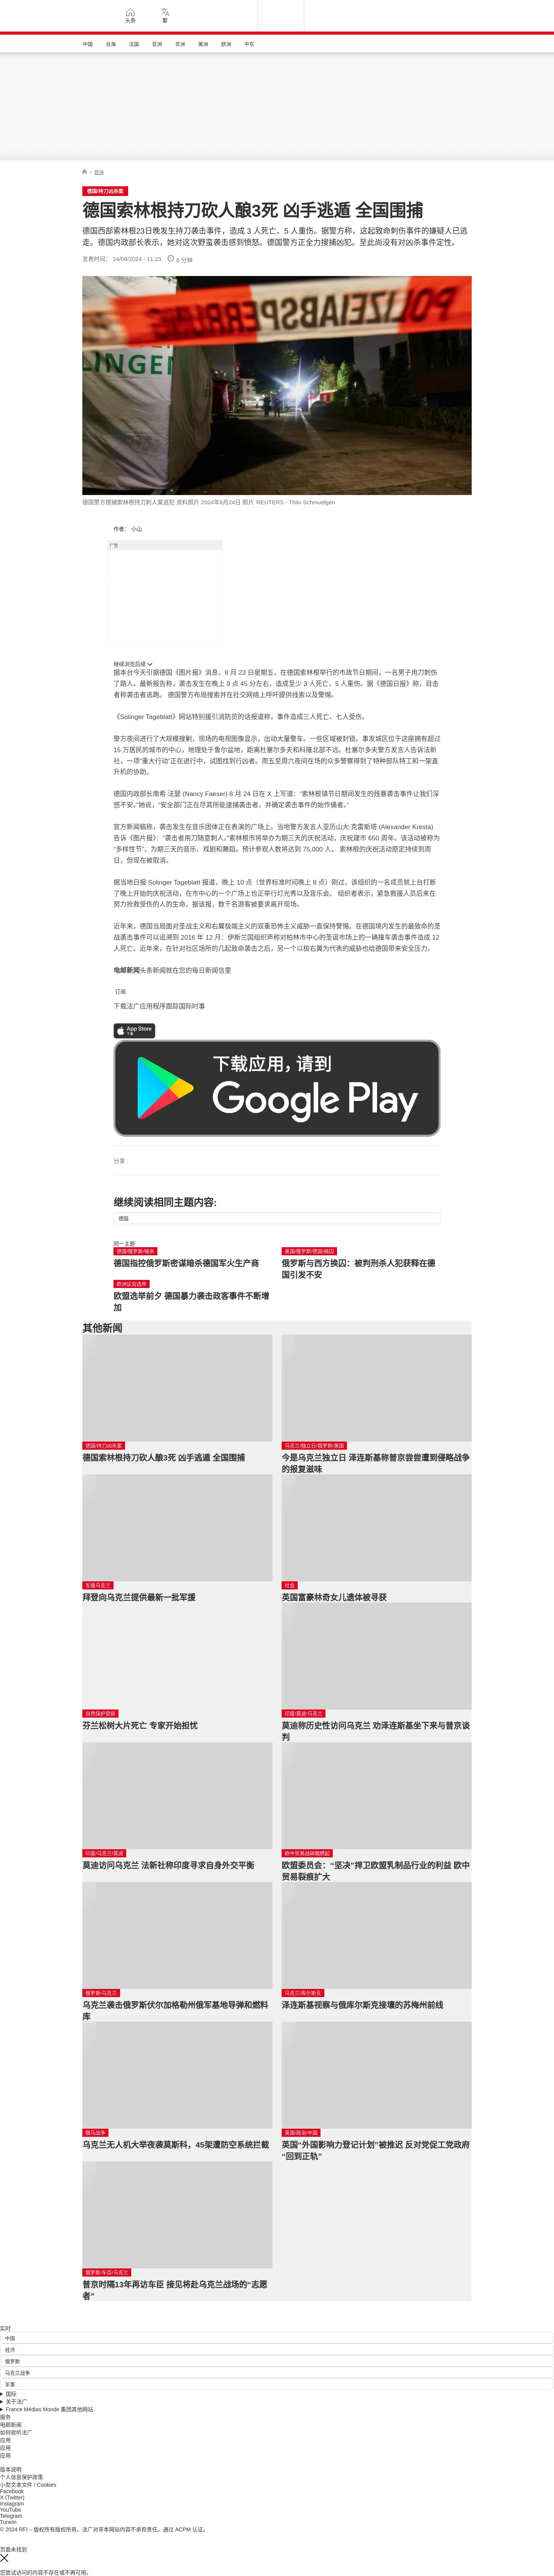 头条
繁
中国 台海 法国 亚洲 非洲 美洲 欧洲 中东
欧洲
德国/持刀凶杀案
德国索林根持刀砍人酿3死 凶手逃遁 全国围捕
德国西部索林根23日晚发生持刀袭击事件，造成 3 人死亡、5 人重伤。据警方称，这起致命刺伤事件的嫌疑人已逃
走。德国内政部长表示，她对这次野蛮袭击感到愤怒。德国警方正全力搜捕凶犯。至此尚没有对凶杀事件定性。
发表时间： 24/08/2024 - 11:23 6 分钟
POLIZEIABSPERR
LINGEN
德国警方搜捕索林根持刀刺人案逃犯 资料照片 2024年8月24日 照片 REUTERS - Thilo Schmuelgen
作者： 小山
广告
继续浏览后续
据本台今天引据德国《图片报》消息，8 月 23 日星期五，在德国索林根举行的市政节日期间，一名男子用刀刺伤
了路人。最新报告称，袭击发生在晚上 9 点 45 分左右，造成至少 3 人死亡、5 人重伤。据《德国日报》称，目击
者称袭击者逃跑。 德国警方布局搜索并在社交网络上呼吁提供线索以及警惕。
《Solinger Tageblatt》网站特别援引消防员的话报道称，事件造成三人死亡、七人受伤。
警方夜间进行了大规模搜剿，现场的电视图像显示，出动大量警车。一些区域被封锁。事发城区位于这座拥有超过
15 万居民的城市的中心，地理处于鲁尔盆地，距离杜塞尔多夫和科隆北部不远。杜塞尔多夫警方发言人告诉法新
社，一项“重大行动”正在进行中，试图找到行凶者。周五至周六夜间在场的众多警察得到了特种部队特工和一架直
升机的协助。
德国内政部长南希·法瑟 (Nancy Faeser) 8 月 24 日在 X 上写道：“索林根镇节日期间发生的残暴袭击事件让我们深
感不安。”她说，“安全部门正在尽其所能逮捕袭击者，并确定袭击事件的始作俑者。”
官方新闻稿称，袭击发生在音乐团体正在表演的广场上。当地警方发言人亚历山大·克雷斯塔 (Alexander Kresta)
告诉《图片报》：“袭击者用刀随意刺人。”索林根市将举办为期三天的庆祝活动，庆祝建市 650 周年。该活动被称为
“多样性节”，为期三天的音乐、戏剧和舞蹈。预计参观人数将达到 75,000 人。 索林根的庆祝活动原定持续到周
日，但现在被取消。
据当地日报 Solinger Tageblatt 报道，晚上 10 点（世界标准时间晚上 8 点）刚过，该组织的一名成员就上台打断
了晚上开始的庆祝活动，在市中心的一个广场上也正举行灯光秀以及音乐会。 组织者表示，紧急救援人员后来在
努力抢救受伤的人的生命。据该报，数千名游客被要求离开现场。
近年来，德国当局面对圣战主义和右翼极端主义的双重恐怖主义威胁一直保持警惕。在德国境内发生的最致命的圣
战袭击事件可以追溯到 2016 年 12 月：伊斯兰国组织声称对柏林市中心的圣诞市场上的一辆撞车袭击事件造成 12
人死亡。近年来，在针对社区场所的几起致命袭击之后，另一个以极右翼为代表的威胁也给德国带来安全压力。
电邮新闻头条新闻就在您的每日新闻信里
订阅
下载法广应用程序跟踪国际时事
App Store
下载
下载应用，请到
Google Play
分享 :
继续阅读相同主题内容:
德国
同一主题
德国/俄罗斯/暗杀
德国指控俄罗斯密谋暗杀德国军火生产商
美国/俄罗斯/德国/换囚
俄罗斯与西方换囚：被判刑杀人犯获释在德
国引发不安
欧洲议会选举
欧盟选举前夕 德国暴力袭击政客事件不断增
加
其他新闻
德国/持刀凶杀案
德国索林根持刀砍人酿3死 凶手逃遁 全国围捕
乌克兰/独立日/俄罗斯/美国
今是乌克兰独立日 泽连斯基称普京尝尝遭到侵略战争
的报复滋味
军援乌克兰
拜登向乌克兰提供最新一批军援
社会
英国富豪林奇女儿遗体被寻获
自然保护警报
芬兰松树大片死亡 专家开始担忧
印度/莫迪/乌克兰
莫迪称历史性访问乌克兰 劝泽连斯基坐下来与普京谈
判
印度/乌克兰/莫迪
莫迪访问乌克兰 法新社称印度寻求自身外交平衡
欧中贸易战硝烟燃起
欧盟委员会：“坚决”捍卫欧盟乳制品行业的利益 欧中
贸易裂痕扩大
俄罗斯/乌克兰
乌克兰袭击俄罗斯伏尔加格勒州俄军基地导弹和燃料
库
乌克兰/库尔斯克
泽连斯基视察与俄库尔斯克接壤的苏梅州前线
俄乌战争
乌克兰无人机大举夜袭莫斯科，45架遭防空系统拦截
英国/政治/中国
英国“外国影响力登记计划”被推迟 反对党促工党政府
“回到正轨”
俄罗斯/车臣/乌克兰
普京时隔13年再访车臣 接见将赴乌克兰战场的“志愿
者”
实时
中国
经济
俄罗斯
乌克兰战争
军事
国际
关于法广
France Médias Monde 集团其他网站
服务
电邮新闻
如何收听法广
应用
应用
应用
版本说明
个人信息保护政策
小型文本文件 / Cookies
Facebook
X (Twitter)
Instagram
YouTube
Telegram
TuneIn
© 2024 RFI – 版权所有版权所有。法广对非本网站内容不承担责任。通过 ACPM 认证。
页面未找到
您尝试访问的内容不存在或不再可用。